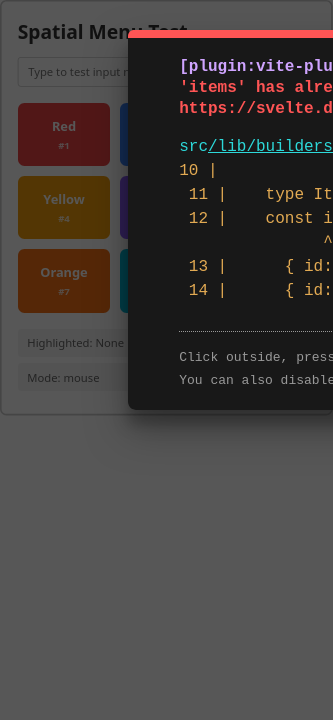 Spatial Menu Test
Type to test input
Red
#1
Yellow
#4
Orange
#7
Highlighted: None
Mode: mouse
[plugin:vite-plu
'items' has alre
https://svelte.d
src/lib/builders
10 |
11 |    type It
12 |    const i
^
13 |      { id:
14 |      { id:
Click outside, press
You can also disable